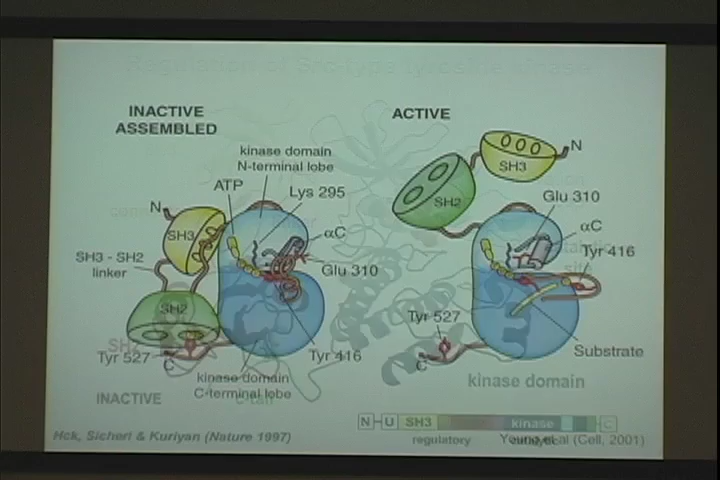 Regulation of Src Type Tyrosine Kinase
INACTIVE
ASSEMBLED
ACTIVE
kinase domain
N-terminal lobe
ATP
Lys 295
N
SH3
αC
SH3 - SH2
linker
Glu 310
SH2
Tyr 527
C
Tyr 416
kinase domain
C-terminal lobe
N
SH3
SH2
Glu 310
αC
Tyr 416
site
Tyr 527
C
Substrate
kinase domain
INACTIVE
N U SH3 kinase C
regulatory
Hck, Sicheri & Kuriyan (Nature 1997)
Young et al (Cell, 2001)